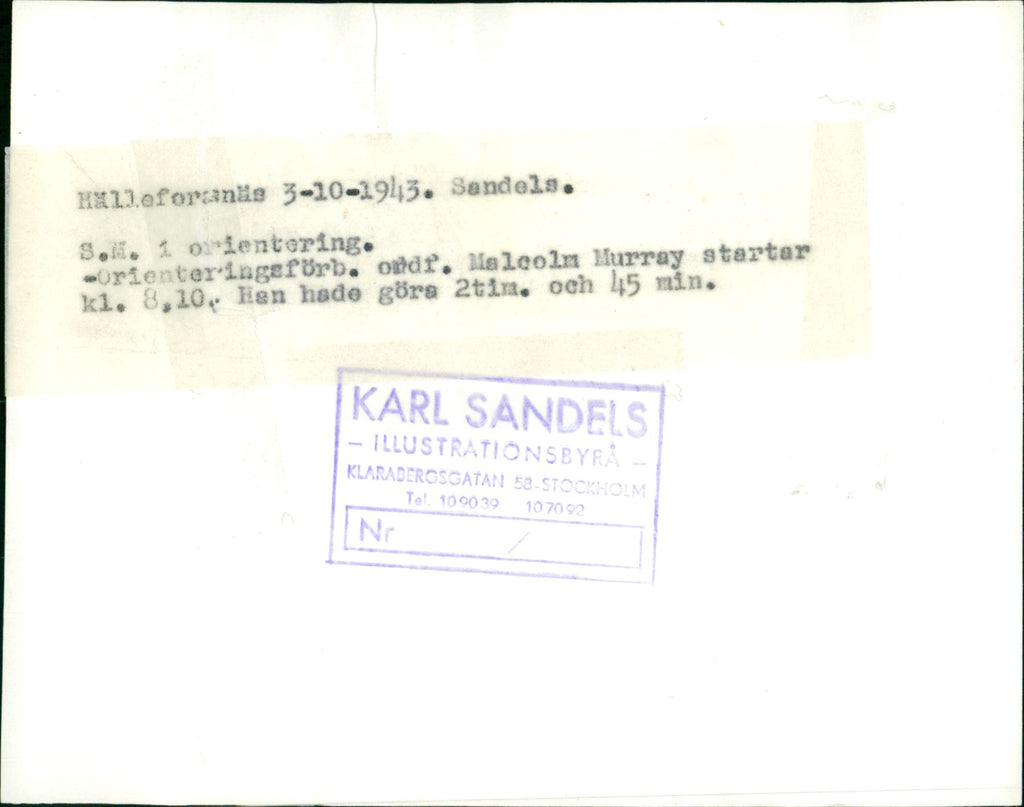 Hälleforsnäs 3-10-1943. Sandels.
S.M. i orientering.
-Orienteringsförb. ordf. Malcolm Murray startar
kl. 8,10. Han hade göra 2tim. och 45 min.
KARL SANDELS
- ILLUSTRATIONSBYRÅ -
KLARABERGSGATAN 58-STOCKHOLM
Tel. 109039 107092
Nr /